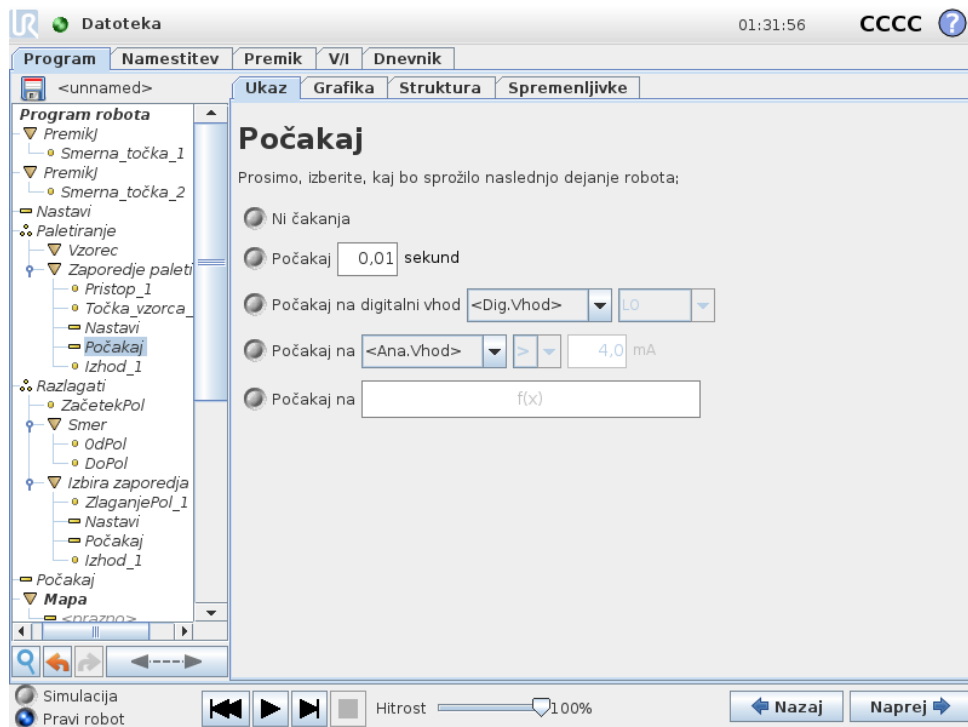 UR Datoteka 01:31:56 CCCC ?
Program Namestitev Premik V/I Dnevnik
<unnamed>
Ukaz Grafika Struktura Spremenljivke
Program robota
PremikJ
Smerna_točka_1
PremikJ
Smerna_točka_2
Nastavi
Paletiranje
Vzorec
Zaporedje paleti
Pristop_1
Točka_vzorca_
Nastavi
Počakaj
Izhod_1
Razlagati
ZačetekPol
Smer
OdPol
DoPol
Izbira zaporedja
ZlaganjePol_1
Nastavi
Počakaj
Izhod_1
Počakaj
Mapa
<prazno>
Počakaj
Prosimo, izberite, kaj bo sprožilo naslednjo dejanje robota;
Ni čakanja
Počakaj 0,01 sekund
Počakaj na digitalni vhod <Dig.Vhod> L0
Počakaj na <Ana.Vhod> > 4,0 mA
Počakaj na f(x)
Simulacija
Pravi robot
Hitrost 100%
Nazaj Naprej